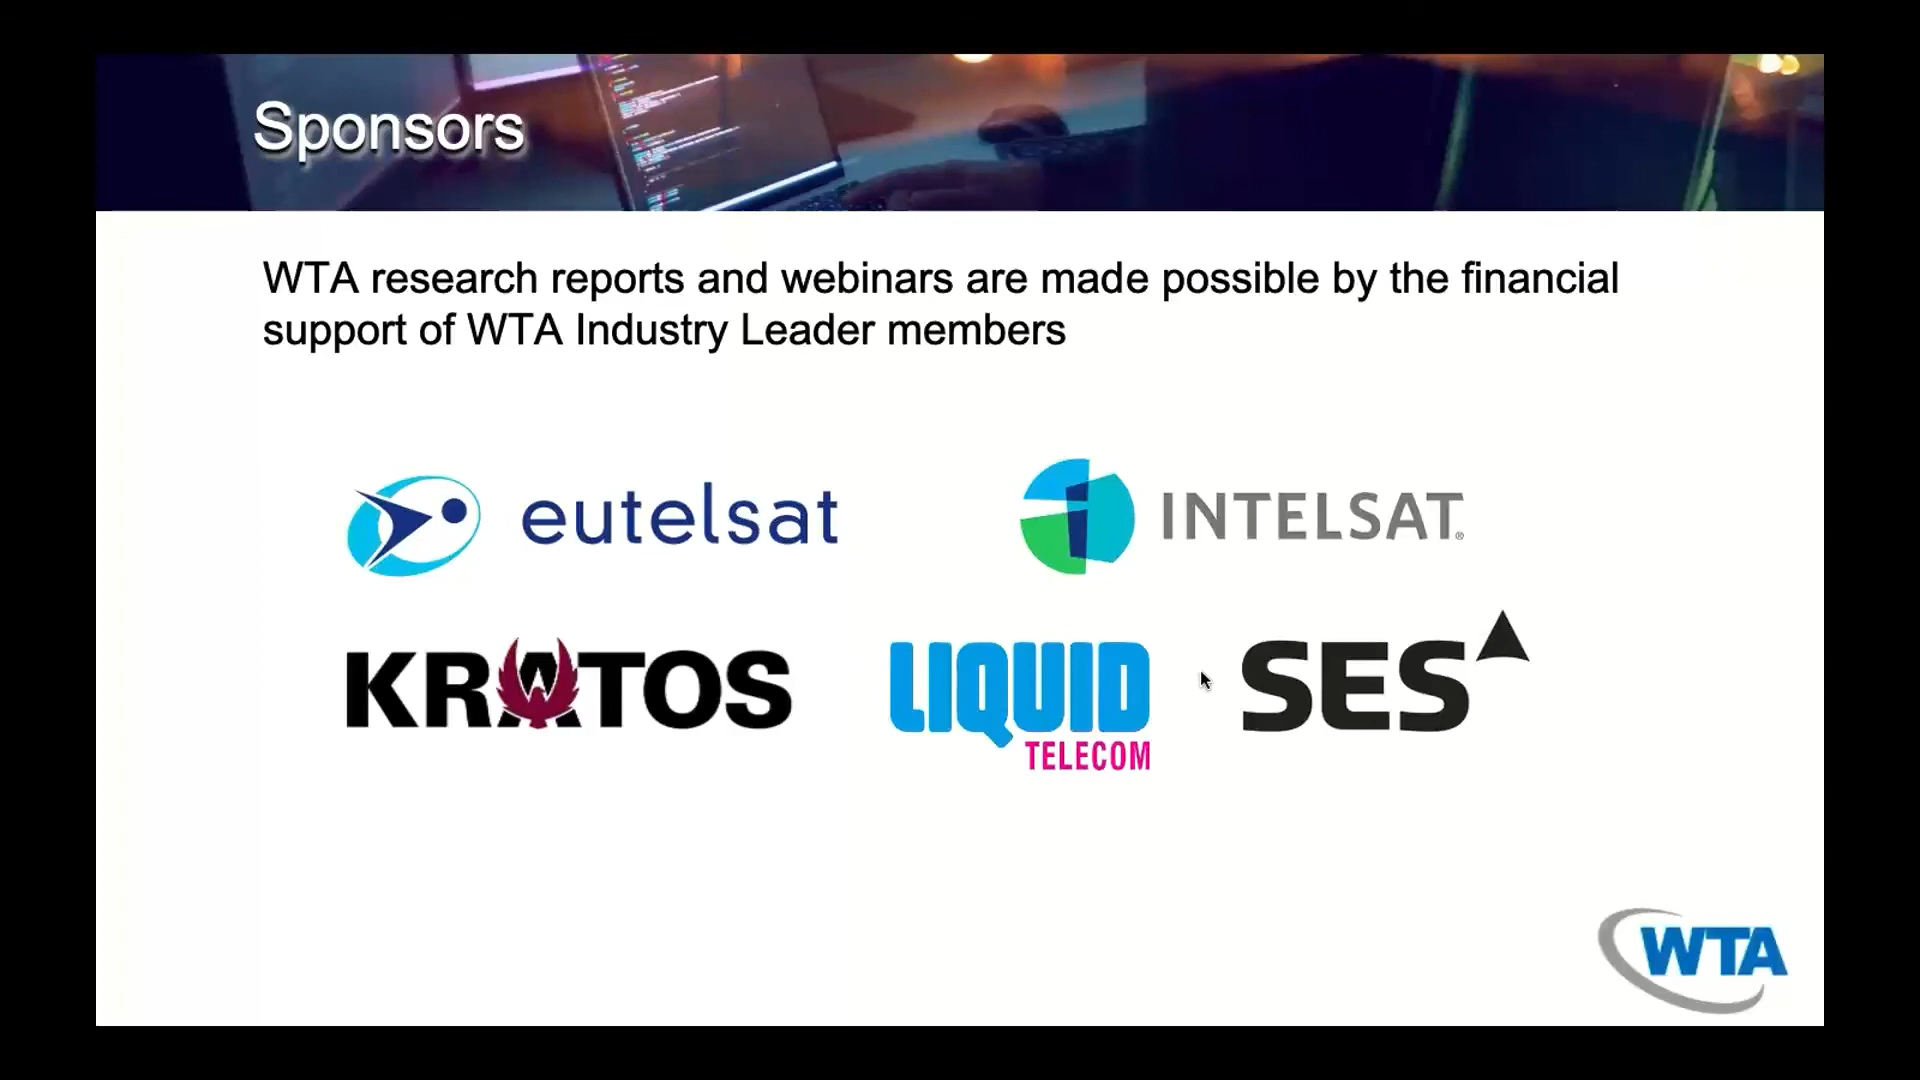 Sponsors
WTA research reports and webinars are made possible by the financial
support of WTA Industry Leader members
eutelsat
INTELSAT®
KRATOS
LIQUID
TELECOM
SES
WTA